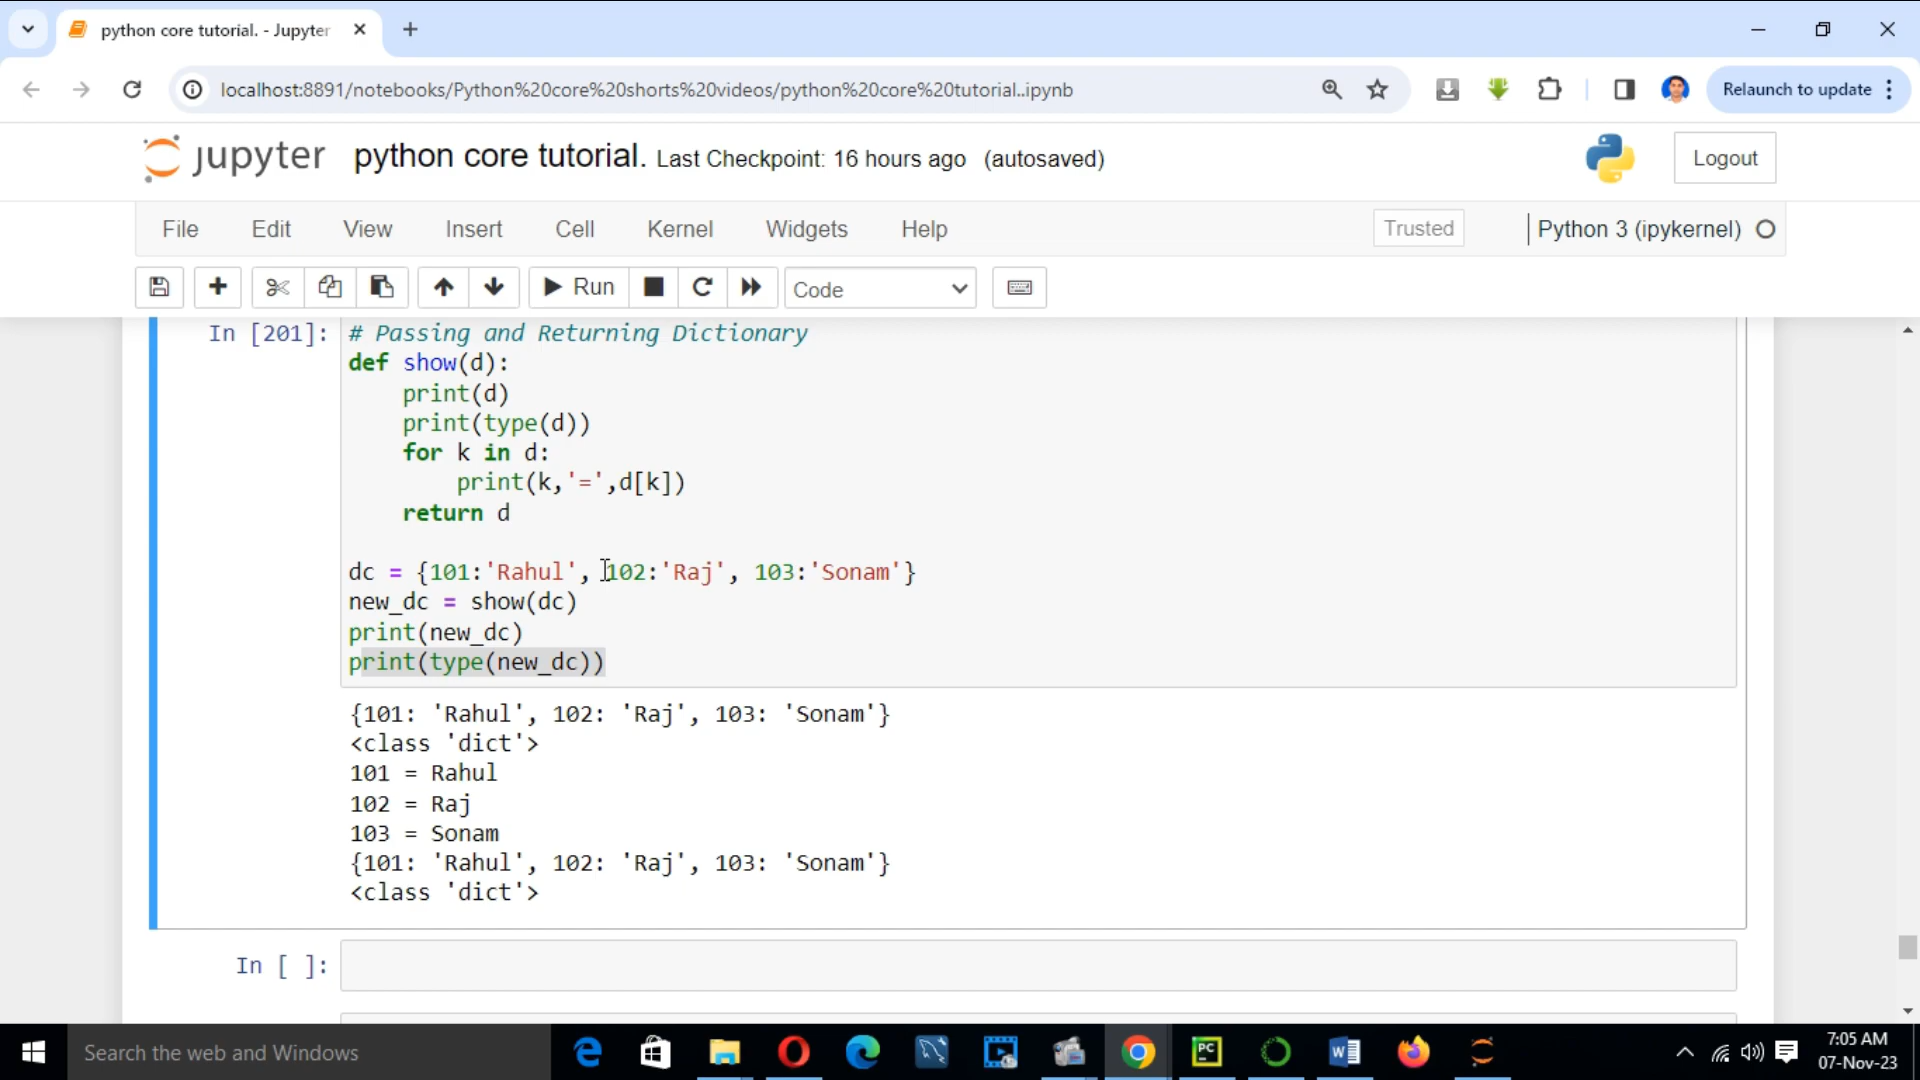 python core tutorial. - Jupyter
localhost:8891/notebooks/Python%20core%20shorts%20videos/python%20core%20tutorial..ipynb
Relaunch to update
jupyter python core tutorial. Last Checkpoint: 16 hours ago (autosaved)
Logout
File Edit View Insert Cell Kernel Widgets Help Trusted Python 3 (ipykernel)
Run Code
In [201]: # Passing and Returning Dictionary
def show(d):
    print(d)
    print(type(d))
    for k in d:
        print(k,'=',d[k])
    return d
dc = {101:'Rahul', 102:'Raj', 103:'Sonam'}
new_dc = show(dc)
print(new_dc)
print(type(new_dc))
{101: 'Rahul', 102: 'Raj', 103: 'Sonam'}
<class 'dict'>
101 = Rahul
102 = Raj
103 = Sonam
{101: 'Rahul', 102: 'Raj', 103: 'Sonam'}
<class 'dict'>
In [ ]:
Search the web and Windows
PC
7:05 AM
07-Nov-23